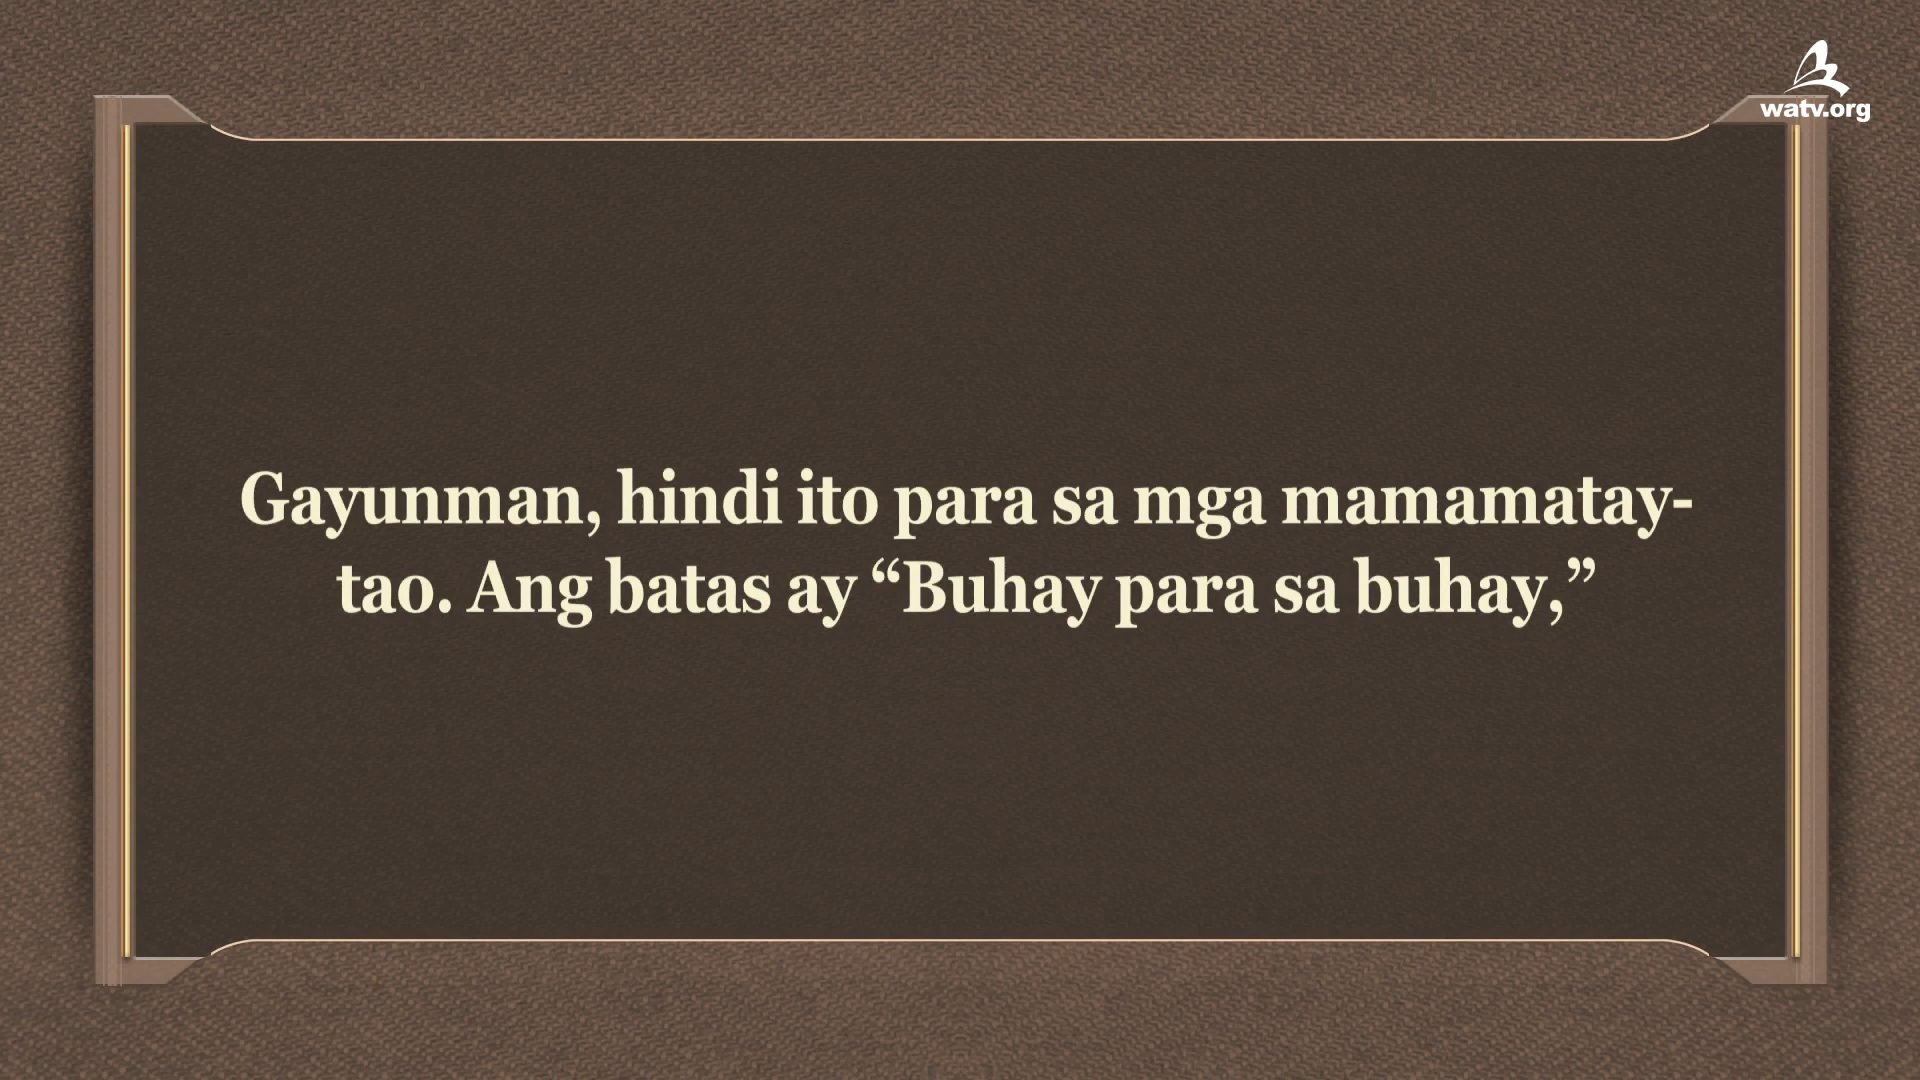 watv.org
Gayunman, hindi ito para sa mga mamamatay-
tao. Ang batas ay “Buhay para sa buhay,”